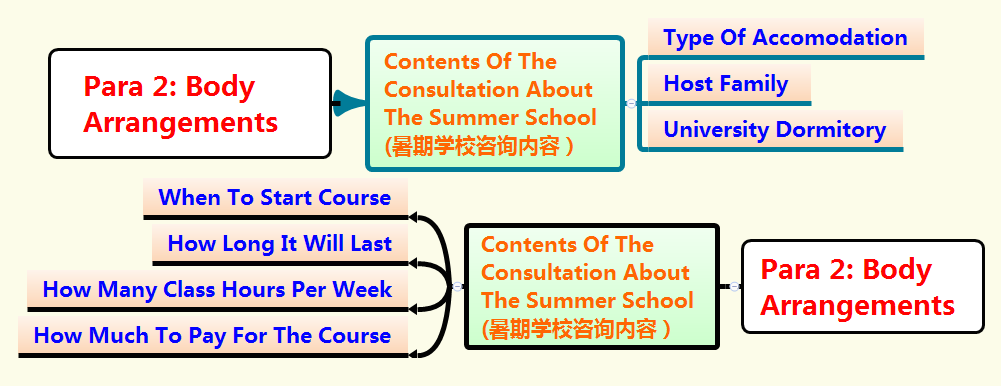 Para 2: Body
Arrangements
Contents Of The
Consultation About
The Summer School
(暑期学校咨询内容 )
Type Of Accomodation
Host Family
University Dormitory
When To Start Course
How Long It Will Last
How Many Class Hours Per Week
How Much To Pay For The Course
Contents Of The
Consultation About
The Summer School
(暑期学校咨询内容 )
Para 2: Body
Arrangements